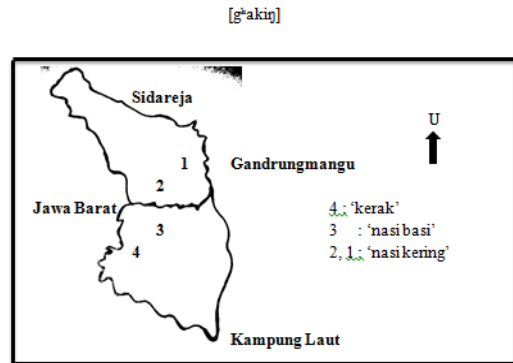 [gʰakiŋ]
Sidareja
U
1
Gandrungmangu
2
Jawa Barat
4 : ‘kerak’
3
3 : ‘nasi basi’
4
2, 1 : ‘nasi kering’
Kampung Laut